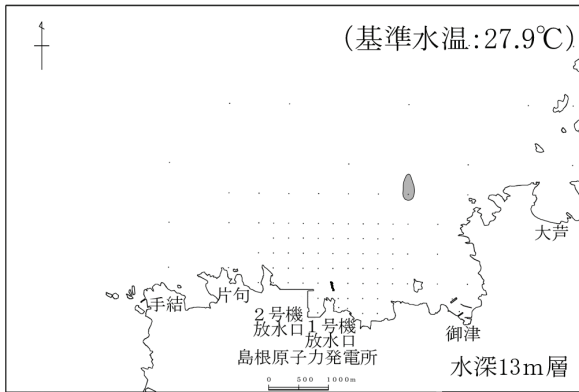 (基準水温:27.9℃)
大芦
手結
片句
2号機
放水口
1号機
放水口
御津
島根原子力発電所
水深13m層
0 500 1000m